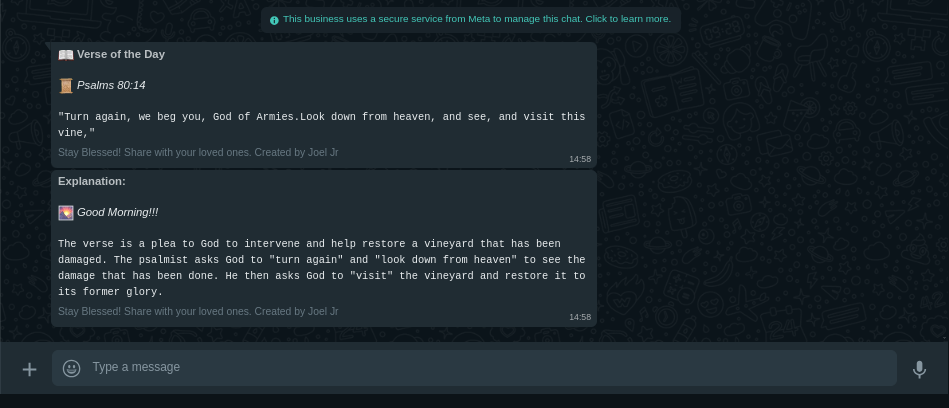 This business uses a secure service from Meta to manage this chat. Click to learn more.
Verse of the Day
Psalms 80:14
"Turn again, we beg you, God of Armies.Look down from heaven, and see, and visit this
vine,"
Stay Blessed! Share with your loved ones. Created by Joel Jr
14:58
Explanation:
Good Morning!!!
The verse is a plea to God to intervene and help restore a vineyard that has been
damaged. The psalmist asks God to "turn again" and "look down from heaven" to see the
damage that has been done. He then asks God to "visit" the vineyard and restore it to
its former glory.
Stay Blessed! Share with your loved ones. Created by Joel Jr
14:58
Type a message